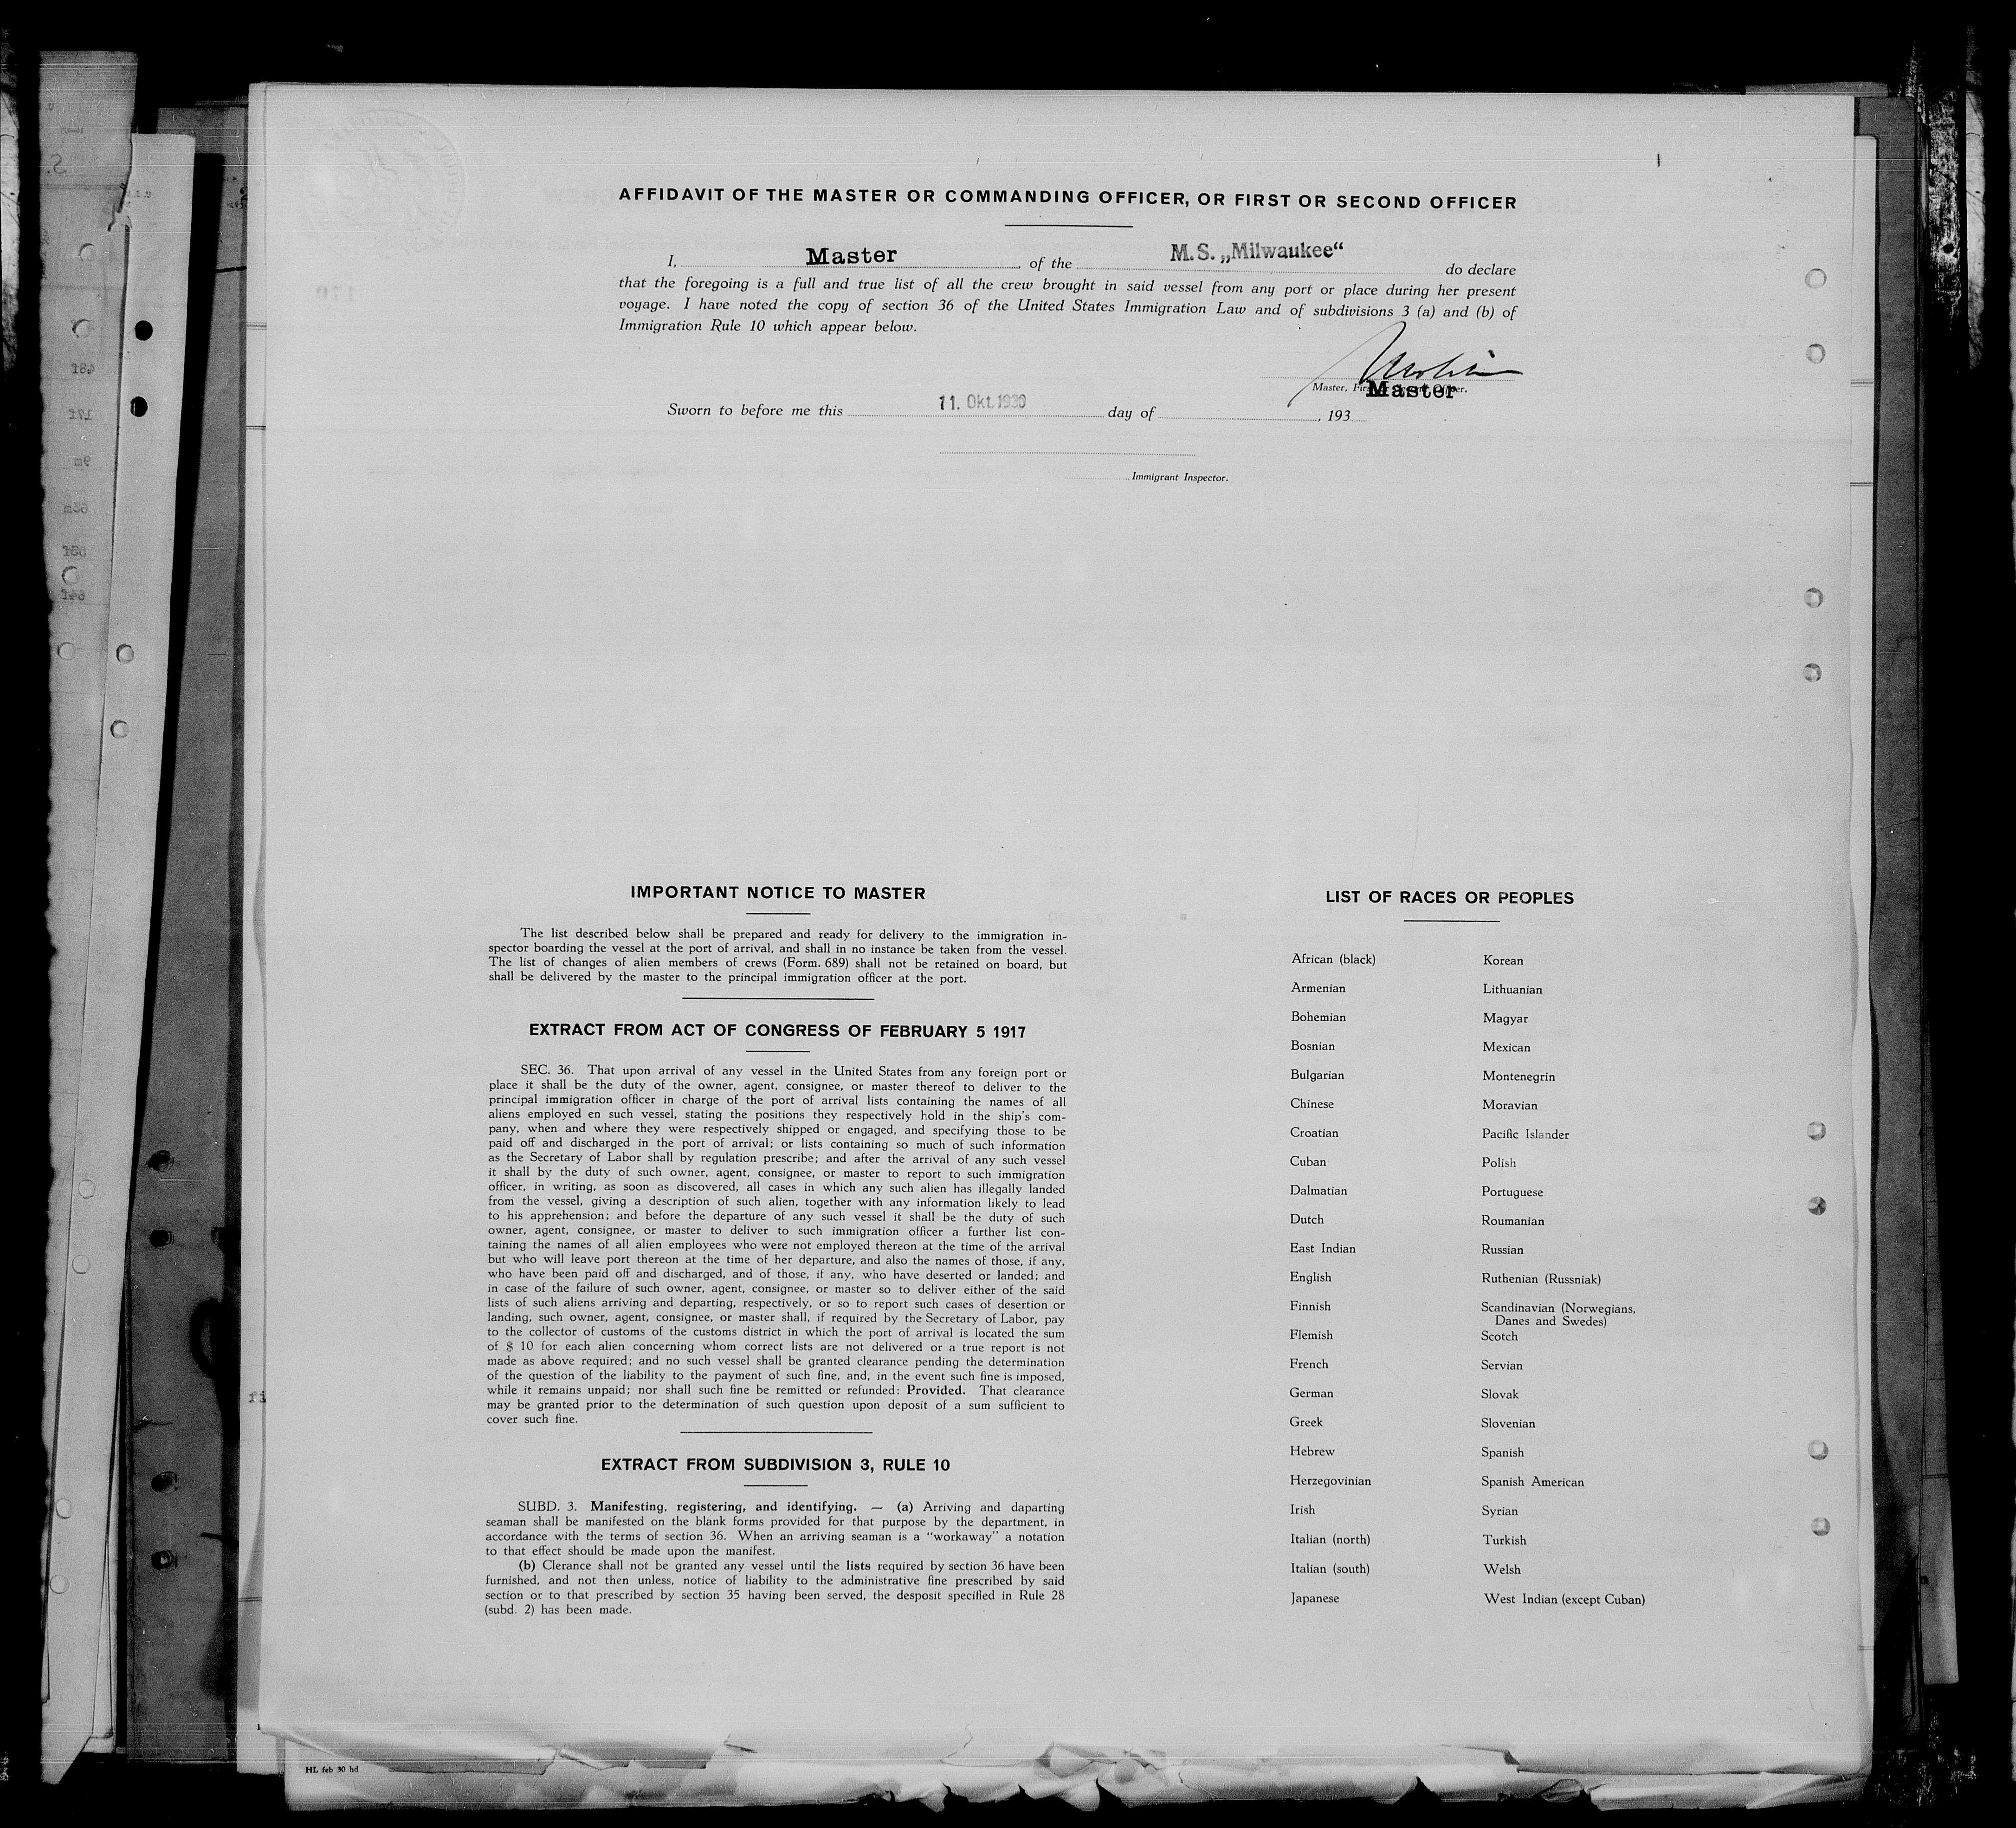 AFFIDAVIT OF THE MASTER OR COMMANDING OFFICER, OR FIRST OR SECOND OFFICER
I, Master of the M.S. „Milwaukee“ do declare
that the foregoing is a full and true list of all the crew brought in said vessel from any port or place during her present
voyage. I have noted the copy of section 36 of the United States Immigration Law and of subdivisions 3 (a) and (b) of
Immigration Rule 10 which appear below.
Master, First or Second Officer.
Master
Sworn to before me this 11. Okt. 1930 day of , 193
Immigrant Inspector.
IMPORTANT NOTICE TO MASTER
The list described below shall be prepared and ready for delivery to the immigration in-
spector boarding the vessel at the port of arrival, and shall in no instance be taken from the vessel.
The list of changes of alien members of crews (Form. 689) shall not be retained on board, but
shall be delivered by the master to the principal immigration officer at the port.
EXTRACT FROM ACT OF CONGRESS OF FEBRUARY 5 1917
SEC. 36. That upon arrival of any vessel in the United States from any foreign port or
place it shall be the duty of the owner, agent, consignee, or master thereof to deliver to the
principal immigration officer in charge of the port of arrival lists containing the names of all
aliens employed en such vessel, stating the positions they respectively hold in the ship's com-
pany, when and where they were respectively shipped or engaged, and specifying those to be
paid off and discharged in the port of arrival; or lists containing so much of such information
as the Secretary of Labor shall by regulation prescribe; and after the arrival of any such vessel
it shall by the duty of such owner, agent, consignee, or master to report to such immigration
officer, in writing, as soon as discovered, all cases in which any such alien has illegally landed
from the vessel, giving a description of such alien, together with any information likely to lead
to his apprehension; and before the departure of any such vessel it shall be the duty of such
owner, agent, consignee, or master to deliver to such immigration officer a further list con-
taining the names of all alien employees who were not employed thereon at the time of the arrival
but who will leave port thereon at the time of her departure, and also the names of those, if any,
who have been paid off and discharged, and of those, if any, who have deserted or landed; and
in case of the failure of such owner, agent, consignee, or master so to deliver either of the said
lists of such aliens arriving and departing, respectively, or so to report such cases of desertion or
landing, such owner, agent, consignee, or master shall, if required by the Secretary of Labor, pay
to the collector of customs of the customs district in which the port of arrival is located the sum
of $ 10 for each alien concerning whom correct lists are not delivered or a true report is not
made as above required; and no such vessel shall be granted clearance pending the determination
of the question of the liability to the payment of such fine, and, in the event such fine is imposed,
while it remains unpaid; nor shall such fine be remitted or refunded: Provided. That clearance
may be granted prior to the determination of such question upon deposit of a sum sufficient to
cover such fine.
EXTRACT FROM SUBDIVISION 3, RULE 10
SUBD. 3. Manifesting, registering, and identifying. — (a) Arriving and daparting
seaman shall be manifested on the blank forms provided for that purpose by the department, in
accordance with the terms of section 36. When an arriving seaman is a “workaway” a notation
to that effect should be made upon the manifest.
(b) Clerance shall not be granted any vessel until the lists required by section 36 have been
furnished, and not then unless, notice of liability to the administrative fine prescribed by said
section or to that prescribed by section 35 having been served, the desposit specified in Rule 28
(subd. 2) has been made.
LIST OF RACES OR PEOPLES
African (black)
Armenian
Bohemian
Bosnian
Bulgarian
Chinese
Croatian
Cuban
Dalmatian
Dutch
East Indian
English
Finnish
Flemish
French
German
Greek
Hebrew
Herzegovinian
Irish
Italian (north)
Italian (south)
Japanese
Korean
Lithuanian
Magyar
Mexican
Montenegrin
Moravian
Pacific Islander
Polish
Portuguese
Roumanian
Russian
Ruthenian (Russniak)
Scandinavian (Norwegians,
Danes and Swedes)
Scotch
Servian
Slovak
Slovenian
Spanish
Spanish American
Syrian
Turkish
Welsh
West Indian (except Cuban)
HL feb 30 hd